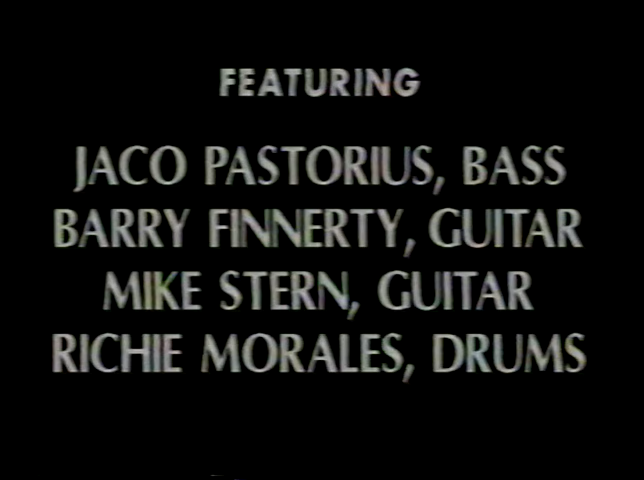 FEATURING
JACO PASTORIUS, BASS
BARRY FINNERTY, GUITAR
MIKE STERN, GUITAR
RICHIE MORALES, DRUMS